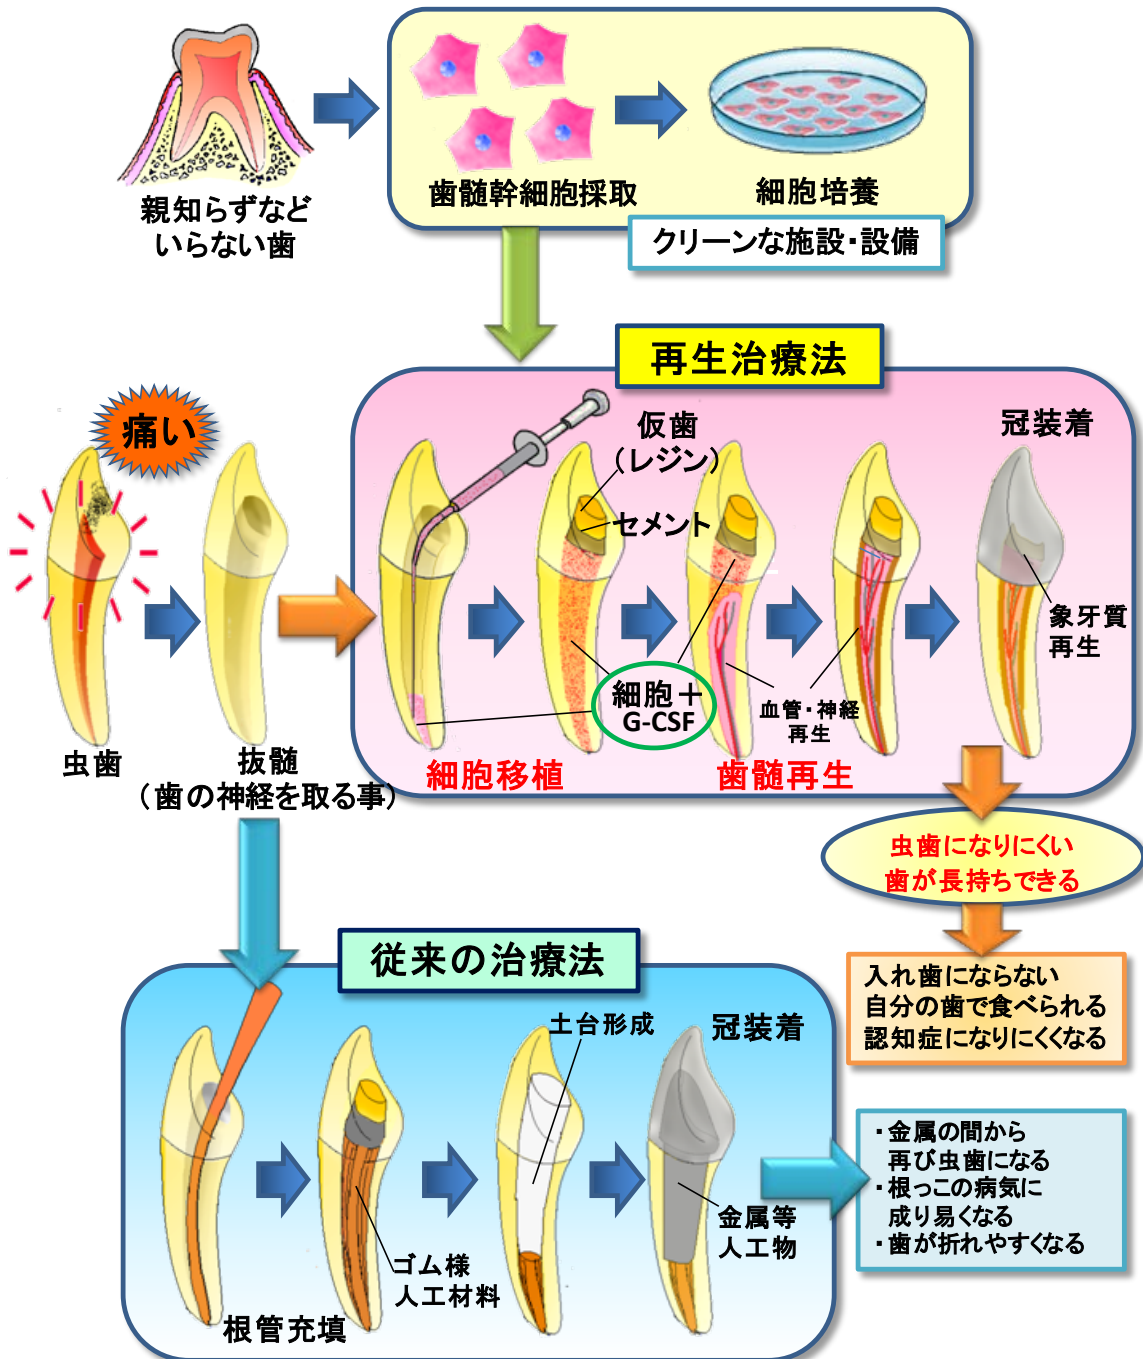 親知らずなど
いらない歯
歯髄幹細胞採取
細胞培養
クリーンな施設・設備
再生治療法
痛い
虫歯
抜髄
（歯の神経を取る事）
仮歯
（レジン）
セメント
冠装着
細胞＋
G-CSF
血管・神経
再生
象牙質
再生
細胞移植
歯髄再生
虫歯になりにくい
歯が長持ちできる
入れ歯にならない
自分の歯で食べられる
認知症になりにくくなる
従来の治療法
土台形成
冠装着
ゴム様
人工材料
金属等
人工物
根管充填
・金属の間から
再び虫歯になる
・根っこの病気に
成り易くなる
・歯が折れやすくなる